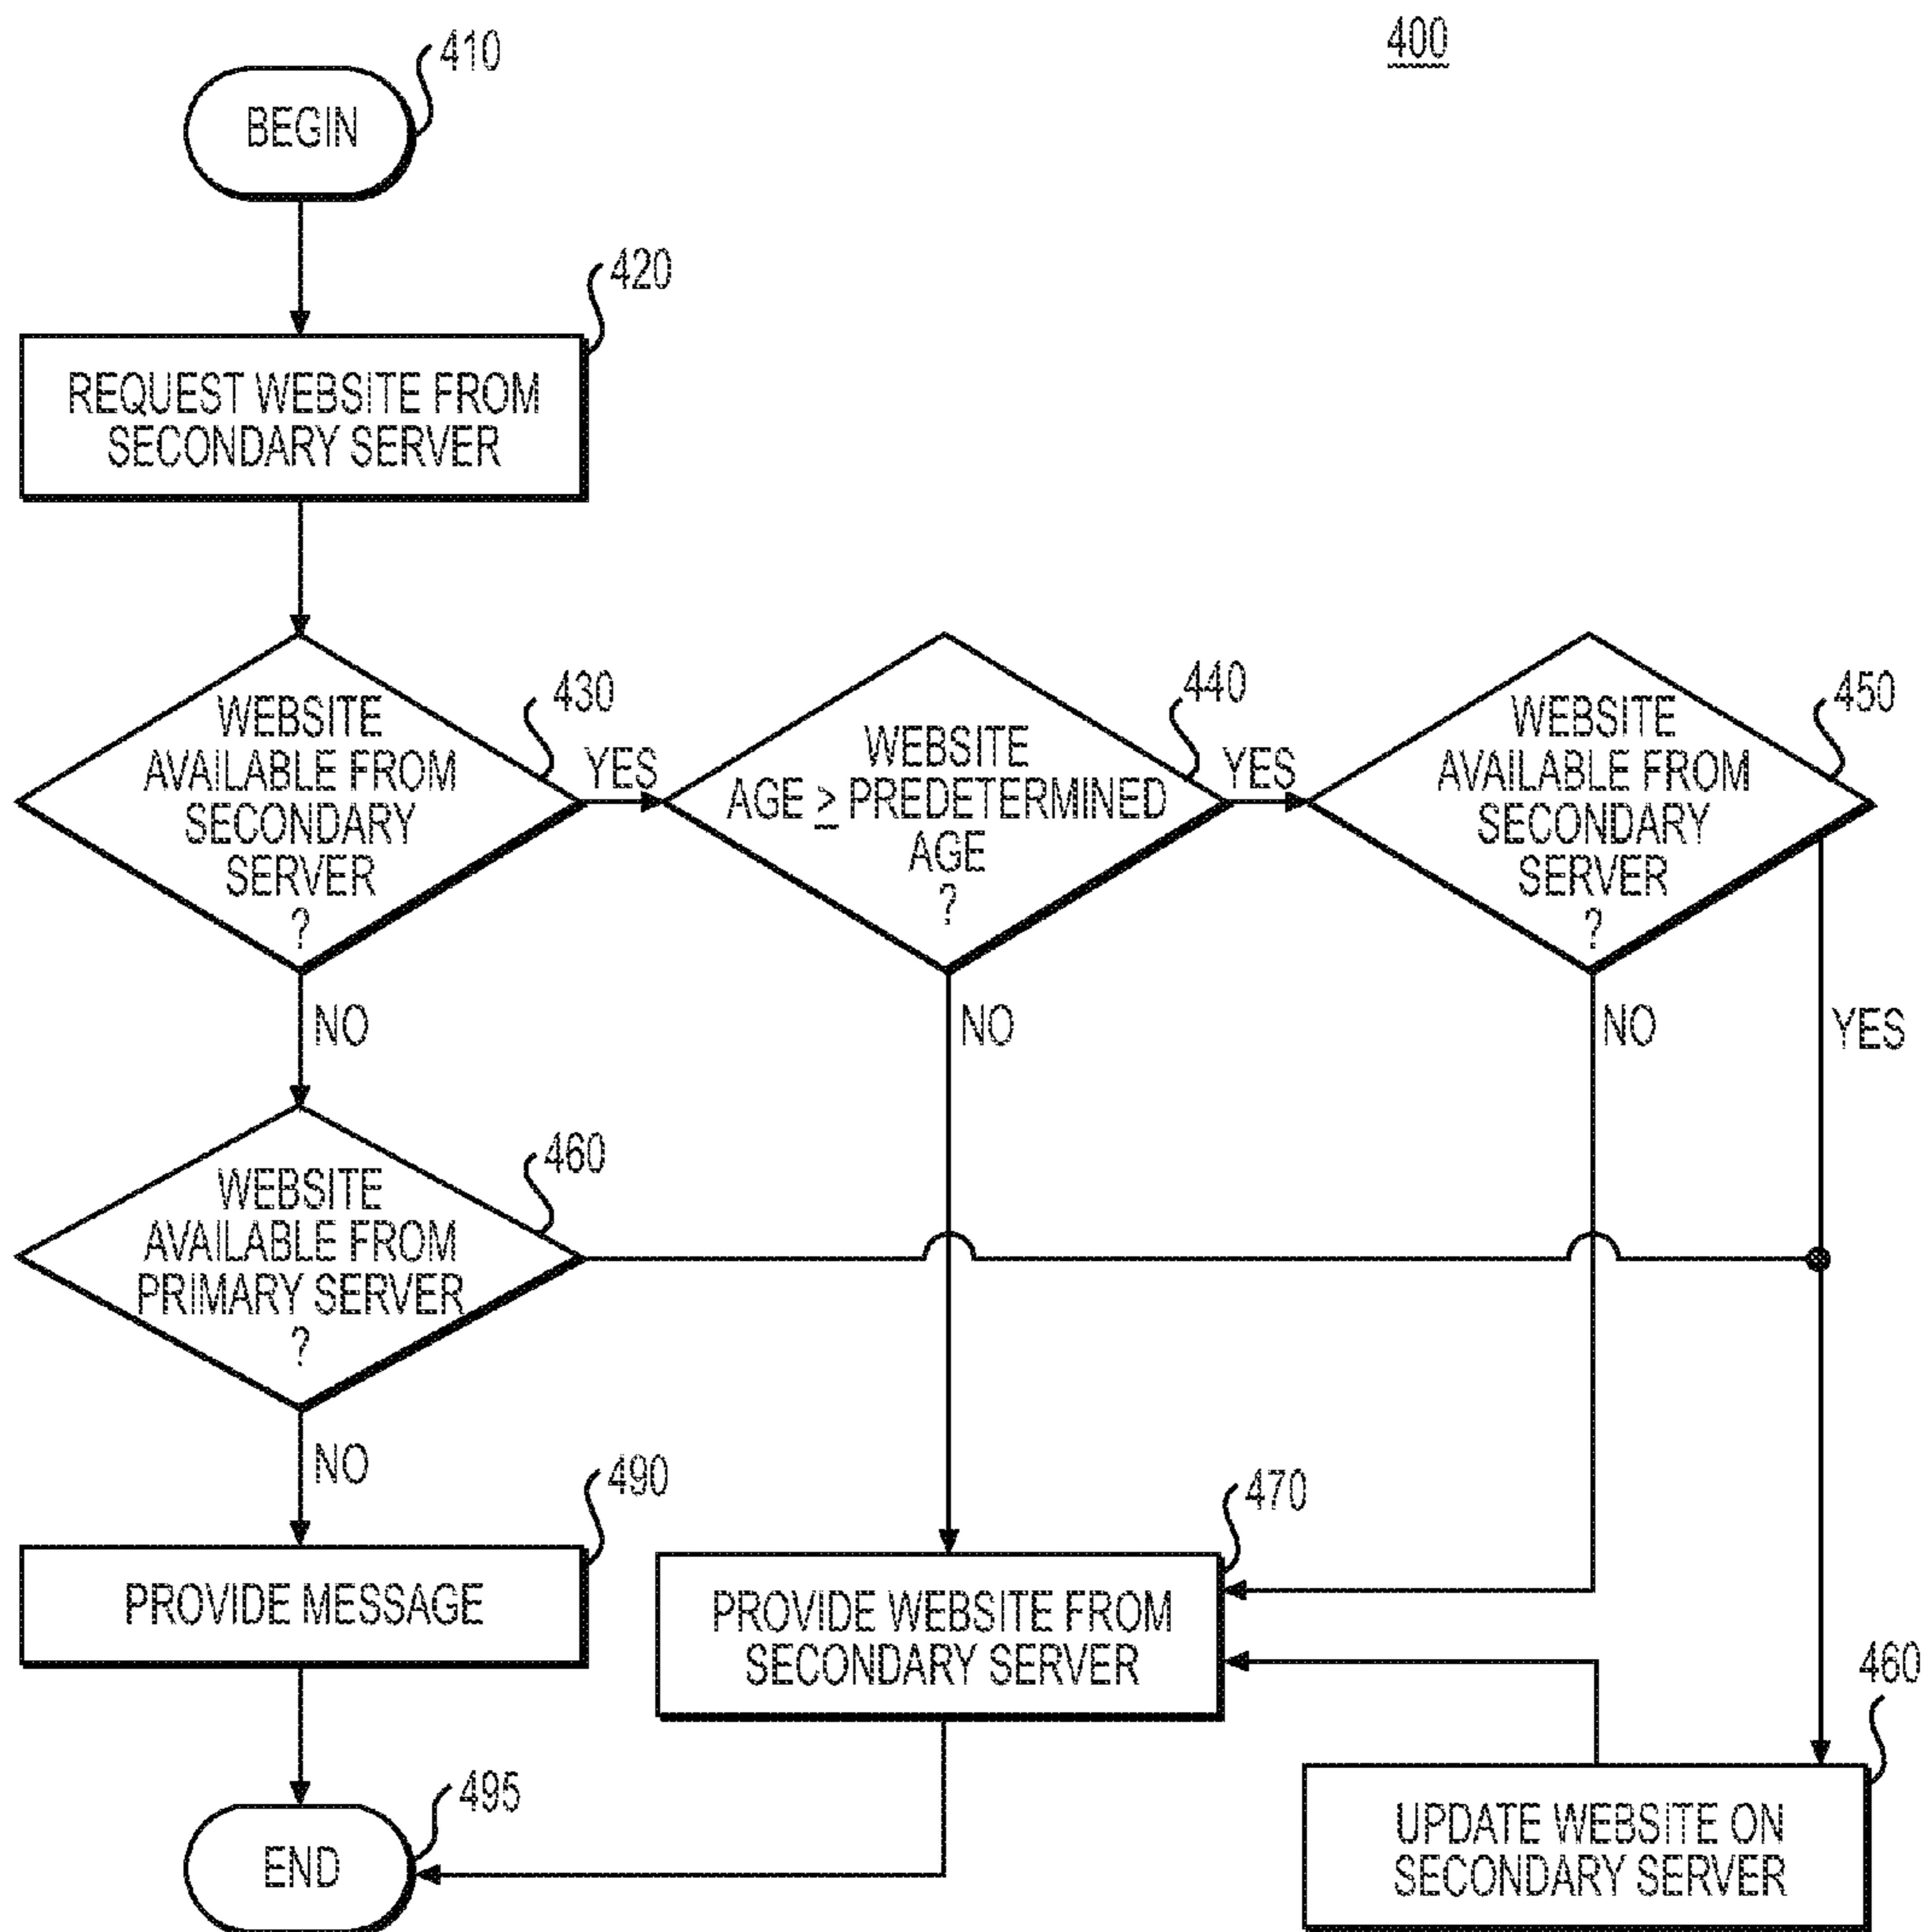 400
410
BEGIN
420
REQUEST WEBSITE FROM
SECONDARY SERVER
430
WEBSITE
AVAILABLE FROM
SECONDARY
SERVER
?
YES
NO
440
WEBSITE
AGE ≥ PREDETERMINED
AGE
?
YES
NO
450
WEBSITE
AVAILABLE FROM
SECONDARY
SERVER
?
NO
YES
460
WEBSITE
AVAILABLE FROM
PRIMARY SERVER
?
NO
490
PROVIDE MESSAGE
470
PROVIDE WEBSITE FROM
SECONDARY SERVER
460
UPDATE WEBSITE ON
SECONDARY SERVER
495
END